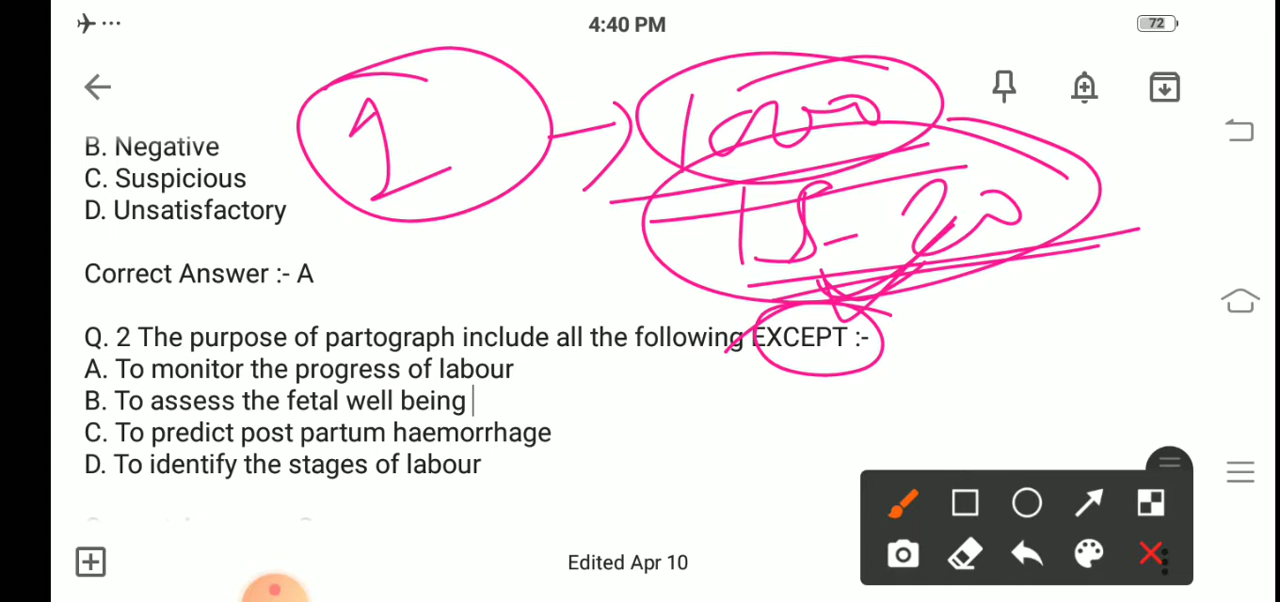 4:40 PM
72
1 1000
B. Negative
C. Suspicious
15-20
D. Unsatisfactory
Correct Answer :- A
Q. 2 The purpose of partograph include all the following EXCEPT :-
A. To monitor the progress of labour
B. To assess the fetal well being
C. To predict post partum haemorrhage
D. To identify the stages of labour
Edited Apr 10